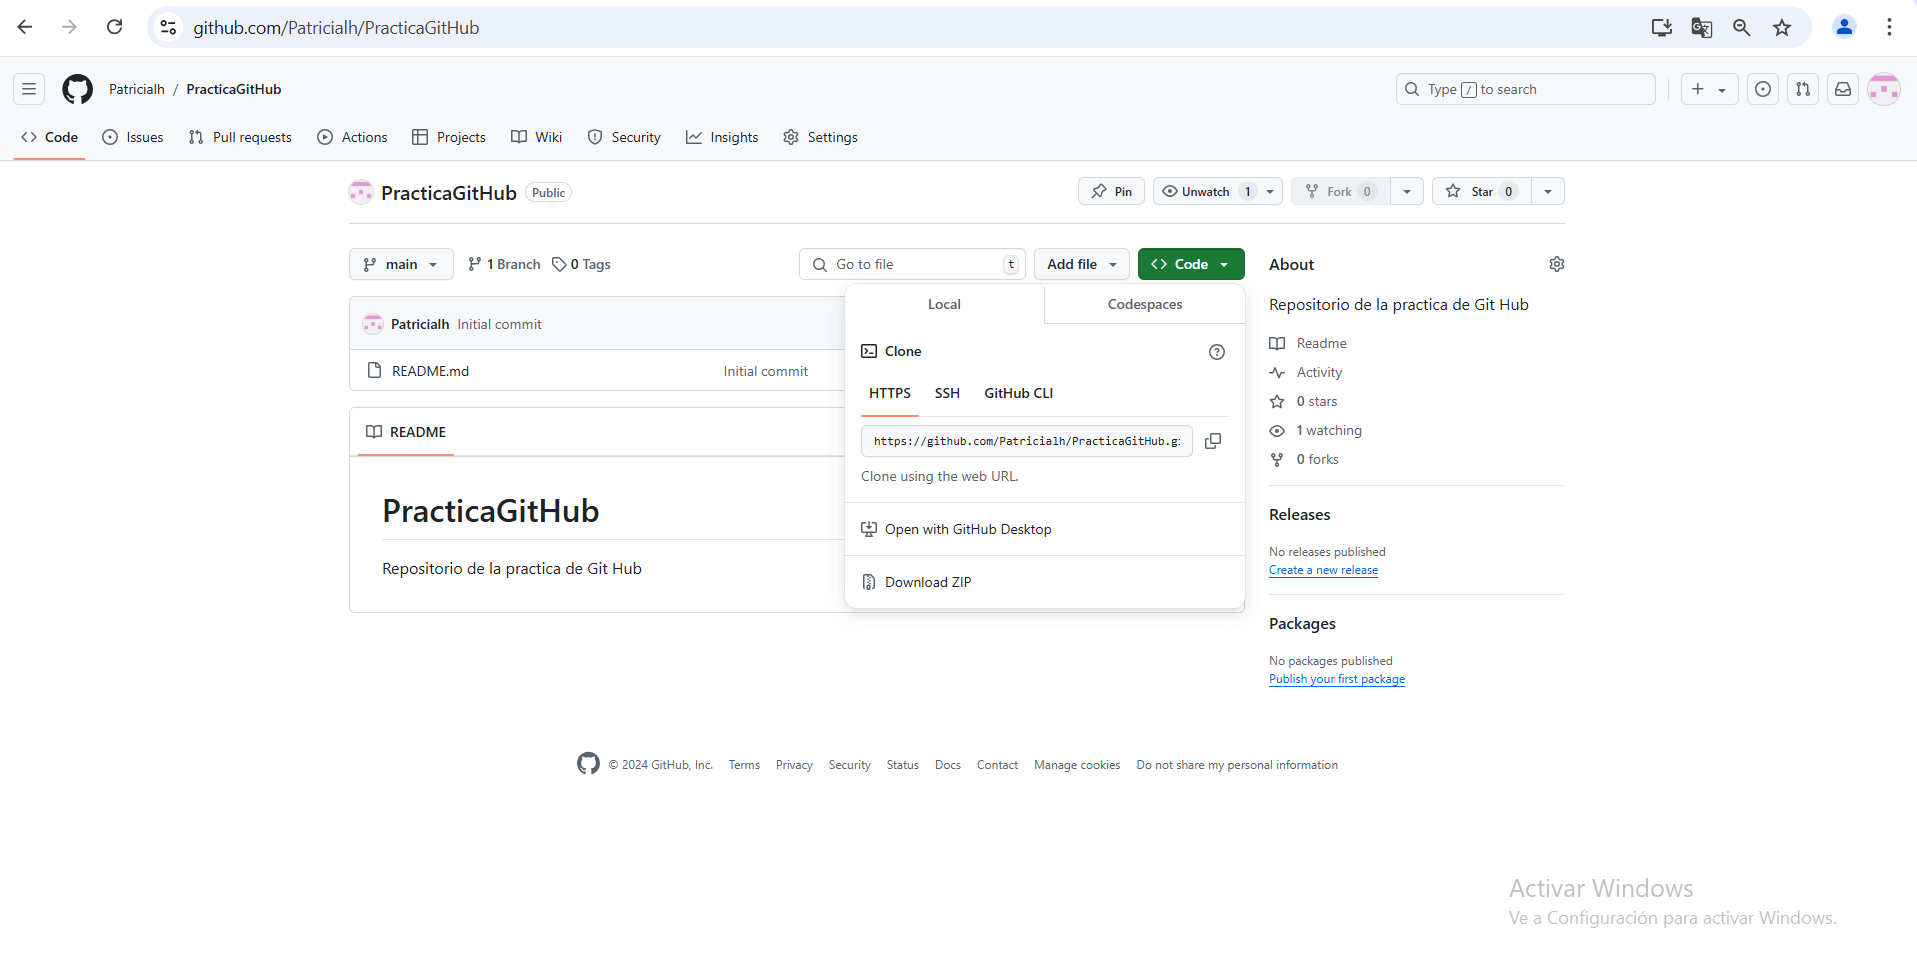 github.com/Patricialh/PracticaGitHub
Patricialh / PracticaGitHub
Type / to search
Code Issues Pull requests Actions Projects Wiki Security Insights Settings
PracticaGitHub Public
Pin Unwatch 1 Fork 0 Star 0
main 1 Branch 0 Tags Go to file t Add file Code
Local Codespaces
Clone
HTTPS SSH GitHub CLI
https://github.com/Patricialh/PracticaGitHub.gi
Clone using the web URL.
Open with GitHub Desktop
Download ZIP
Patricialh Initial commit
README.md Initial commit
README
PracticaGitHub
Repositorio de la practica de Git Hub
About
Repositorio de la practica de Git Hub
Readme
Activity
0 stars
1 watching
0 forks
Releases
No releases published
Create a new release
Packages
No packages published
Publish your first package
© 2024 GitHub, Inc. Terms Privacy Security Status Docs Contact Manage cookies Do not share my personal information
Activar Windows
Ve a Configuración para activar Windows.